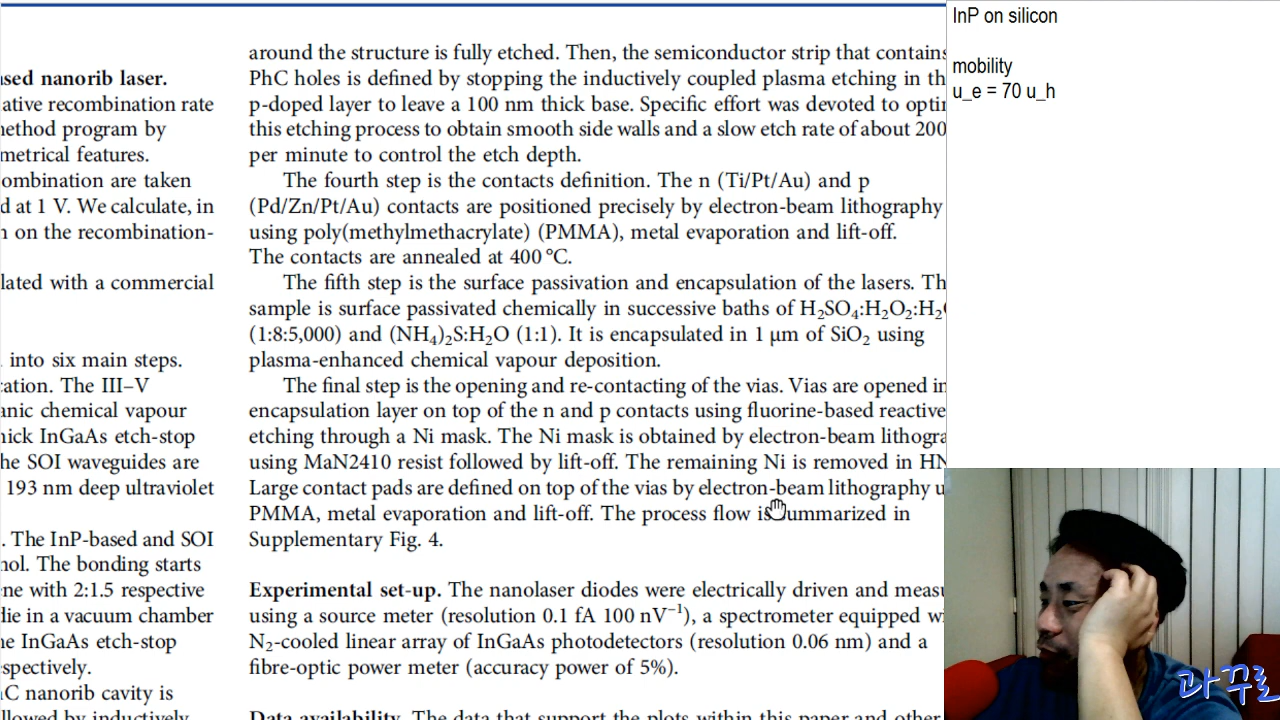 sed nanorib laser.
ative recombination rate
ethod program by
metrical features.
ombination are taken
d at 1 V. We calculate, in
on the recombination-
lated with a commercial
into six main steps.
cation. The III–V
anic chemical vapour
hick InGaAs etch-stop
he SOI waveguides are
193 nm deep ultraviolet
. The InP-based and SOI
nol. The bonding starts
ne with 2:1.5 respective
die in a vacuum chamber
he InGaAs etch-stop
spectively.
C nanorib cavity is
llowed by inductively
around the structure is fully etched. Then, the semiconductor strip that contains
PhC holes is defined by stopping the inductively coupled plasma etching in th
p-doped layer to leave a 100 nm thick base. Specific effort was devoted to optim
this etching process to obtain smooth side walls and a slow etch rate of about 200
per minute to control the etch depth.
The fourth step is the contacts definition. The n (Ti/Pt/Au) and p
(Pd/Zn/Pt/Au) contacts are positioned precisely by electron-beam lithography
using poly(methylmethacrylate) (PMMA), metal evaporation and lift-off.
The contacts are annealed at 400 °C.
The fifth step is the surface passivation and encapsulation of the lasers. Th
sample is surface passivated chemically in successive baths of H₂SO₄:H₂O₂:H₂O
(1:8:5,000) and (NH₄)₂S:H₂O (1:1). It is encapsulated in 1 µm of SiO₂ using
plasma-enhanced chemical vapour deposition.
The final step is the opening and re-contacting of the vias. Vias are opened in
encapsulation layer on top of the n and p contacts using fluorine-based reactive
etching through a Ni mask. The Ni mask is obtained by electron-beam lithogra
using MaN2410 resist followed by lift-off. The remaining Ni is removed in HN
Large contact pads are defined on top of the vias by electron-beam lithography u
PMMA, metal evaporation and lift-off. The process flow is summarized in
Supplementary Fig. 4.
Experimental set-up. The nanolaser diodes were electrically driven and measu
using a source meter (resolution 0.1 fA 100 nV⁻¹), a spectrometer equipped wi
N₂-cooled linear array of InGaAs photodetectors (resolution 0.06 nm) and a
fibre-optic power meter (accuracy power of 5%).
Data availability. The data that support the plots within this paper and other
InP on silicon
mobility
u_e = 70 u_h
과꾸로